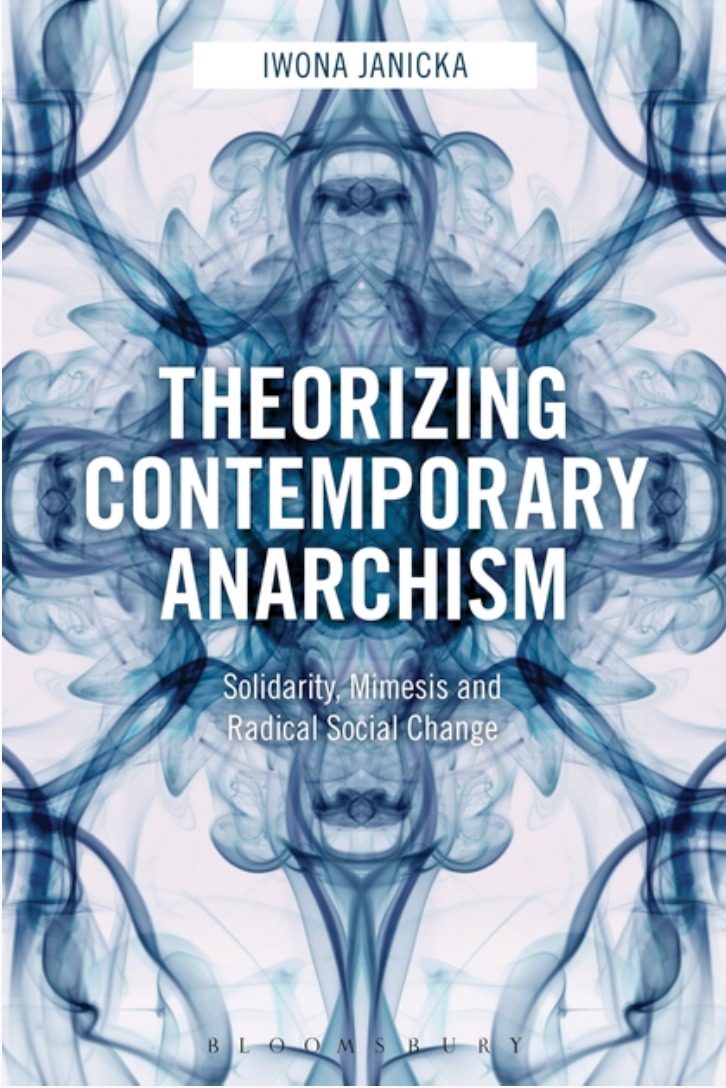 IWONA JANICKA
THEORIZING
CONTEMPORARY
ANARCHISM
Solidarity, Mimesis and
Radical Social Change
BLOOMSBURY